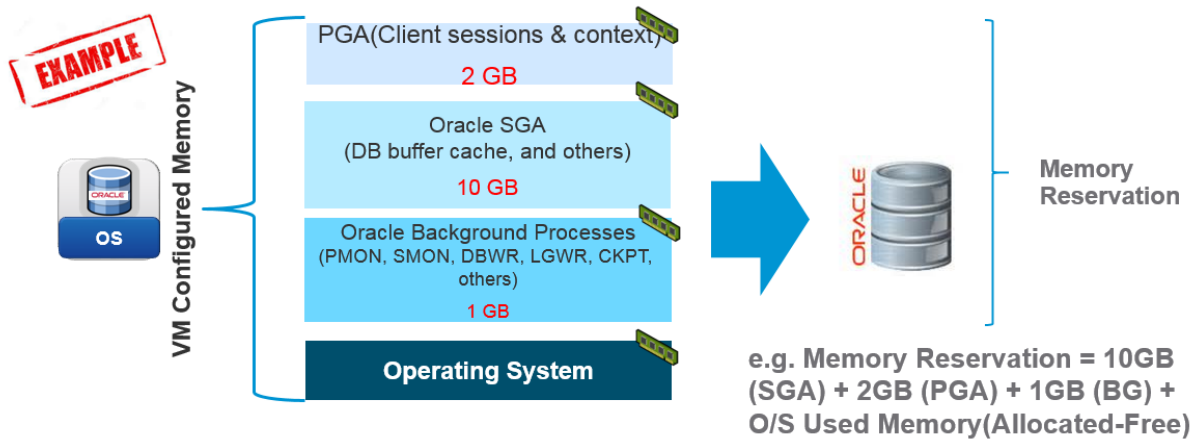 EXAMPLE
VM Configured Memory
ORACLE
OS
PGA(Client sessions & context)
2 GB
Oracle SGA
(DB buffer cache, and others)
10 GB
Oracle Background Processes
(PMON, SMON, DBWR, LGWR, CKPT,
others)
1 GB
Operating System
ORACLE
Memory
Reservation
e.g. Memory Reservation = 10GB
(SGA) + 2GB (PGA) + 1GB (BG) +
O/S Used Memory(Allocated-Free)